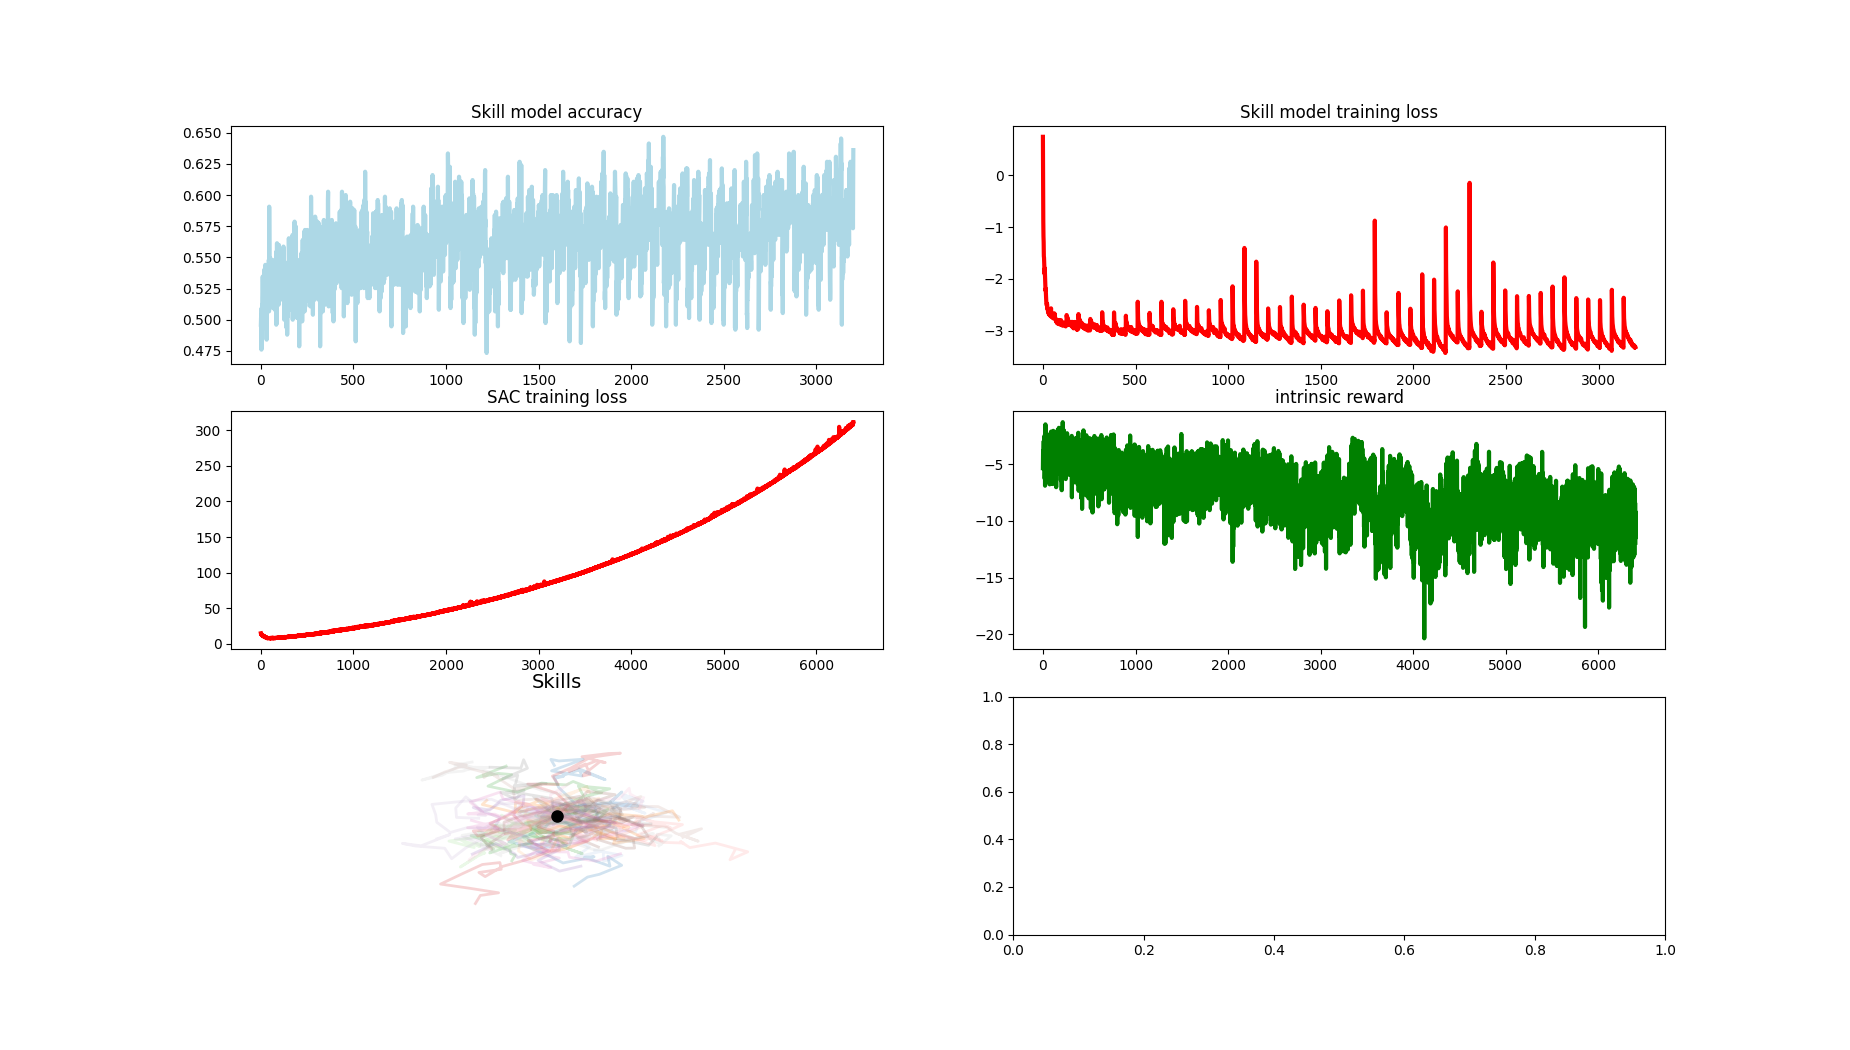 Skill model accuracy
0.650
0.625
0.600
0.575
0.550
0.525
0.500
0.475
0 500 1000 1500 2000 2500 3000
Skill model training loss
0
−1
−2
−3
0 500 1000 1500 2000 2500 3000
SAC training loss
300
250
200
150
100
50
0
0 1000 2000 3000 4000 5000 6000
intrinsic reward
−5
−10
−15
−20
0 1000 2000 3000 4000 5000 6000
Skills
1.0
0.8
0.6
0.4
0.2
0.0
0.0 0.2 0.4 0.6 0.8 1.0